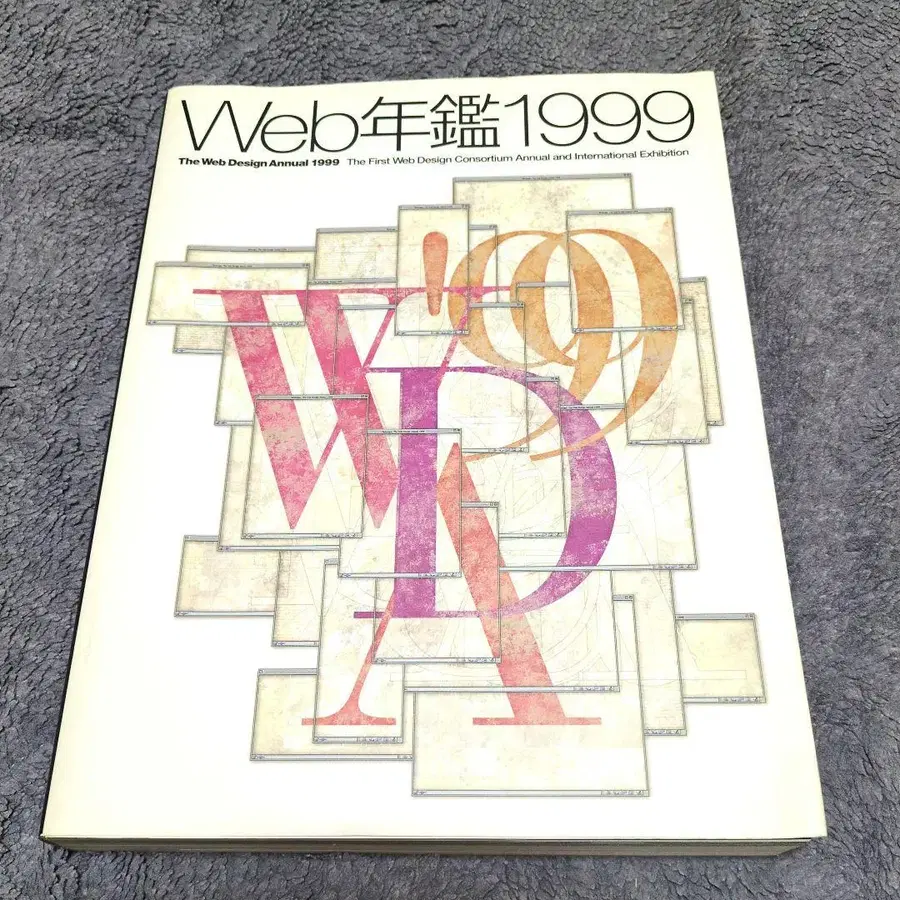 Web年鑑1999
The Web Design Annual 1999 The First Web Design Consortium Annual and International Exhibition
'99
W
D
A